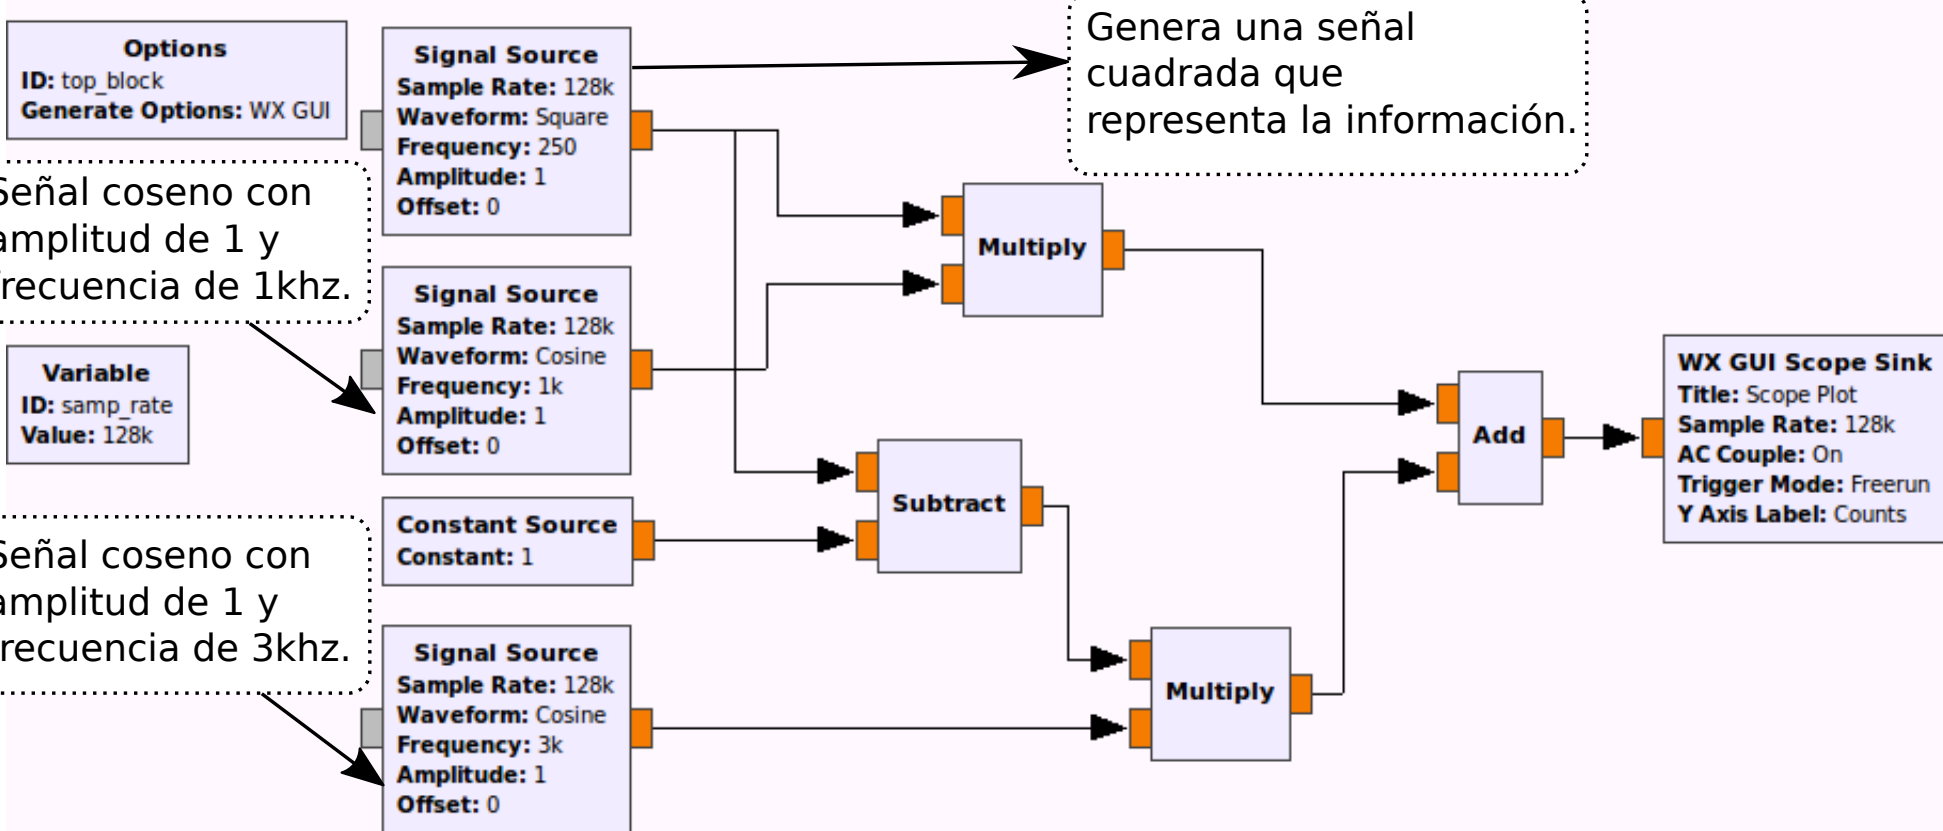 Options
ID: top_block
Generate Options: WX GUI
Signal Source
Sample Rate: 128k
Waveform: Square
Frequency: 250
Amplitude: 1
Offset: 0
Genera una señal
cuadrada que
representa la información.
Señal coseno con
amplitud de 1 y
recuencia de 1khz.
Signal Source
Sample Rate: 128k
Waveform: Cosine
Frequency: 1k
Amplitude: 1
Offset: 0
Multiply
Variable
ID: samp_rate
Value: 128k
Constant Source
Constant: 1
Subtract
Add
WX GUI Scope Sink
Title: Scope Plot
Sample Rate: 128k
AC Couple: On
Trigger Mode: Freerun
Y Axis Label: Counts
Señal coseno con
amplitud de 1 y
recuencia de 3khz.
Signal Source
Sample Rate: 128k
Waveform: Cosine
Frequency: 3k
Amplitude: 1
Offset: 0
Multiply